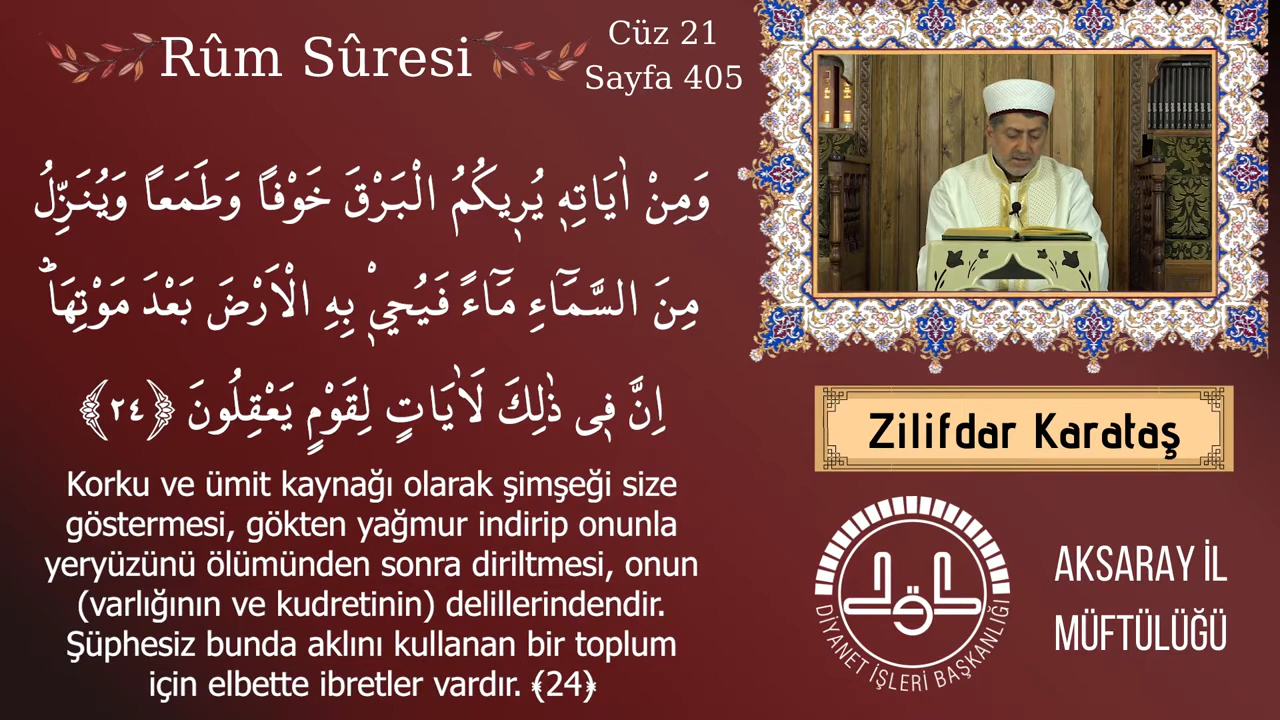 Rûm Sûresi
Cüz 21
Sayfa 405
وَمِنْ اٰيَاتِه۪ يُر۪يكُمُ الْبَرْقَ خَوْفاً وَطَمَعاً وَيُنَزِّلُ
مِنَ السَّمَٓاءِ مَٓاءً فَيُحْي۪ بِهِ الْاَرْضَ بَعْدَ مَوْتِهَاۜ
اِنَّ ف۪ي ذٰلِكَ لَاٰيَاتٍ لِقَوْمٍ يَعْقِلُونَ ﴿٢٤﴾
Korku ve ümit kaynağı olarak şimşeği size
göstermesi, gökten yağmur indirip onunla
yeryüzünü ölümünden sonra diriltmesi, onun
(varlığının ve kudretinin) delillerindendir.
Şüphesiz bunda aklını kullanan bir toplum
için elbette ibretler vardır. ﴾24﴿
Zilifdar Karataş
DİYANET İŞLERİ BAŞKANLIĞI
AKSARAY İL
MÜFTÜLÜĞÜ